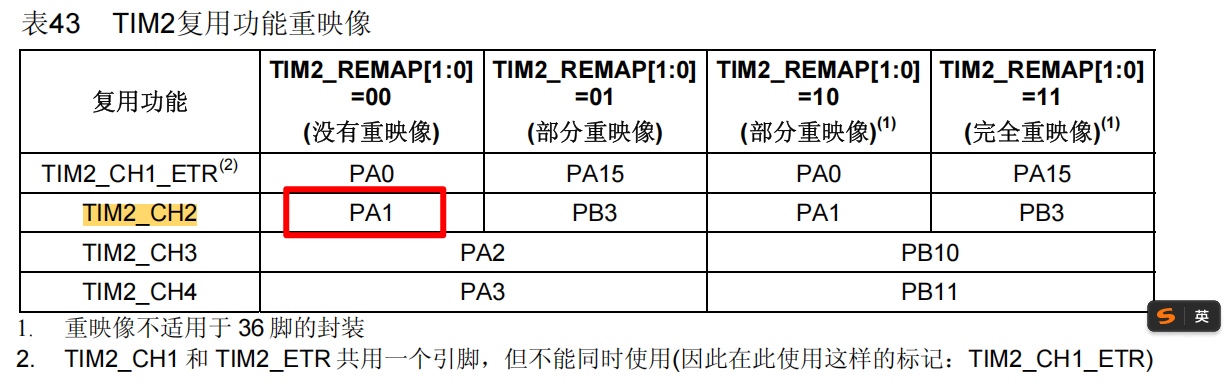 表43 TIM2复用功能重映像
复用功能 TIM2_REMAP[1:0] =00 (没有重映像) TIM2_REMAP[1:0] =01 (部分重映像) TIM2_REMAP[1:0] =10 (部分重映像)(1) TIM2_REMAP[1:0] =11 (完全重映像)(1)
TIM2_CH1_ETR(2) PA0 PA15 PA0 PA15
TIM2_CH2 PA1 PB3 PA1 PB3
TIM2_CH3 PA2 PB10
TIM2_CH4 PA3 PB11
1. 重映像不适用于 36 脚的封装
2. TIM2_CH1 和 TIM2_ETR 共用一个引脚，但不能同时使用(因此在此使用这样的标记：TIM2_CH1_ETR)
S 英